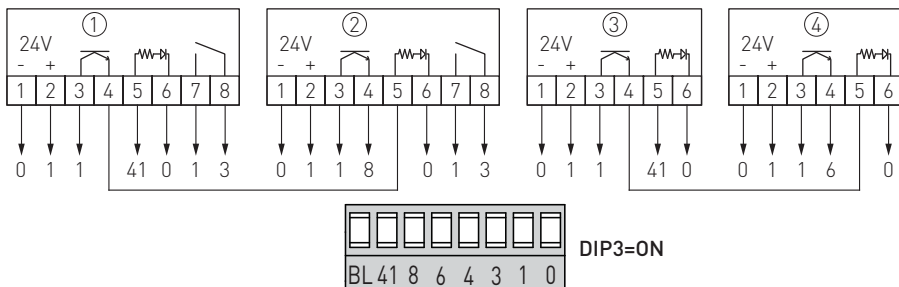 1 2 3 4
24V 24V 24V 24V
- + - + - + - +
1 2 3 4 5 6 7 8 1 2 3 4 5 6 7 8 1 2 3 4 5 6 1 2 3 4 5 6
0 1 1 41 0 1 3 0 1 1 8 0 1 3 0 1 1 41 0 0 1 1 6 0
DIP3=ON
BL 41 8 6 4 3 1 0